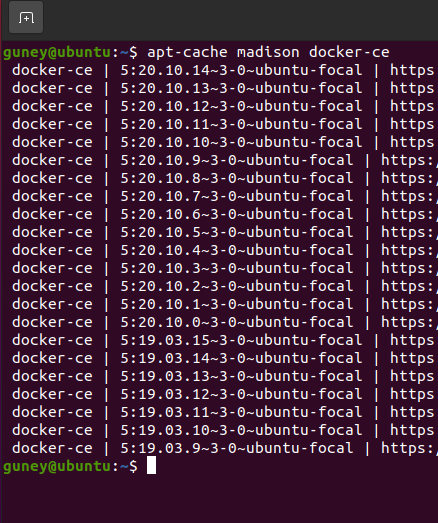 guney@ubuntu:~$ apt-cache madison docker-ce
docker-ce | 5:20.10.14~3-0~ubuntu-focal | https
docker-ce | 5:20.10.13~3-0~ubuntu-focal | https
docker-ce | 5:20.10.12~3-0~ubuntu-focal | https
docker-ce | 5:20.10.11~3-0~ubuntu-focal | https
docker-ce | 5:20.10.10~3-0~ubuntu-focal | https
docker-ce | 5:20.10.9~3-0~ubuntu-focal | https:
docker-ce | 5:20.10.8~3-0~ubuntu-focal | https:
docker-ce | 5:20.10.7~3-0~ubuntu-focal | https:
docker-ce | 5:20.10.6~3-0~ubuntu-focal | https:
docker-ce | 5:20.10.5~3-0~ubuntu-focal | https:
docker-ce | 5:20.10.4~3-0~ubuntu-focal | https:
docker-ce | 5:20.10.3~3-0~ubuntu-focal | https:
docker-ce | 5:20.10.2~3-0~ubuntu-focal | https:
docker-ce | 5:20.10.1~3-0~ubuntu-focal | https:
docker-ce | 5:20.10.0~3-0~ubuntu-focal | https:
docker-ce | 5:19.03.15~3-0~ubuntu-focal | https
docker-ce | 5:19.03.14~3-0~ubuntu-focal | https
docker-ce | 5:19.03.13~3-0~ubuntu-focal | https
docker-ce | 5:19.03.12~3-0~ubuntu-focal | https
docker-ce | 5:19.03.11~3-0~ubuntu-focal | https
docker-ce | 5:19.03.10~3-0~ubuntu-focal | https
docker-ce | 5:19.03.9~3-0~ubuntu-focal | https:
guney@ubuntu:~$